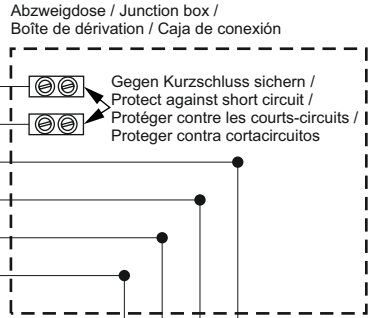 Abzweigdose / Junction box /
Boîte de dérivation / Caja de conexión
Gegen Kurzschluss sichern /
Protect against short circuit /
Protéger contre les courts-circuits /
Proteger contra cortacircuitos